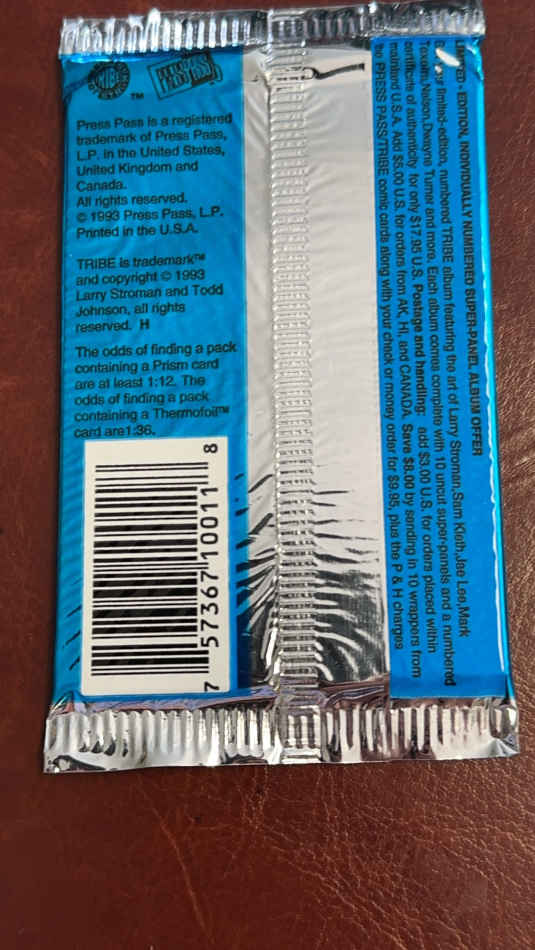 TRIBE
PRESS PASS
TM
Press Pass is a registered
trademark of Press Pass,
L.P. in the United States,
United Kingdom and
Canada.
All rights reserved.
© 1993 Press Pass, L.P.
Printed in the U.S.A.
TRIBE is trademark™
and copyright © 1993
Larry Stroman and Todd
Johnson, all rights
reserved. H
The odds of finding a pack
containing a Prism card
are at least 1:12. The
odds of finding a pack
containing a Thermofoil™
card are1:36.
7 57367 10011 8
LIMITED - EDITION, INDIVIDUALLY NUMBERED SUPER-PANEL ALBUM OFFER
limited-edition, numbered TRIBE album featuring the art of Larry Stroman,Sam Kieth,Jae Lee,Mark
Texeira,Nelson,Dwayne Turner and more. Each album comes complete with 10 uncut super-panels and a numbered
certificate of authenticity for only $17.95 U.S. Postage and handling: add $3.00 U.S. for orders placed within
mainland U.S.A. Add $5.00 U.S. for orders from AK, HI, and CANADA. Save $8.00 by sending in 10 wrappers from
the PRESS PASS/TRIBE comic cards along with your check or money order for $9.95, plus the P & H charges